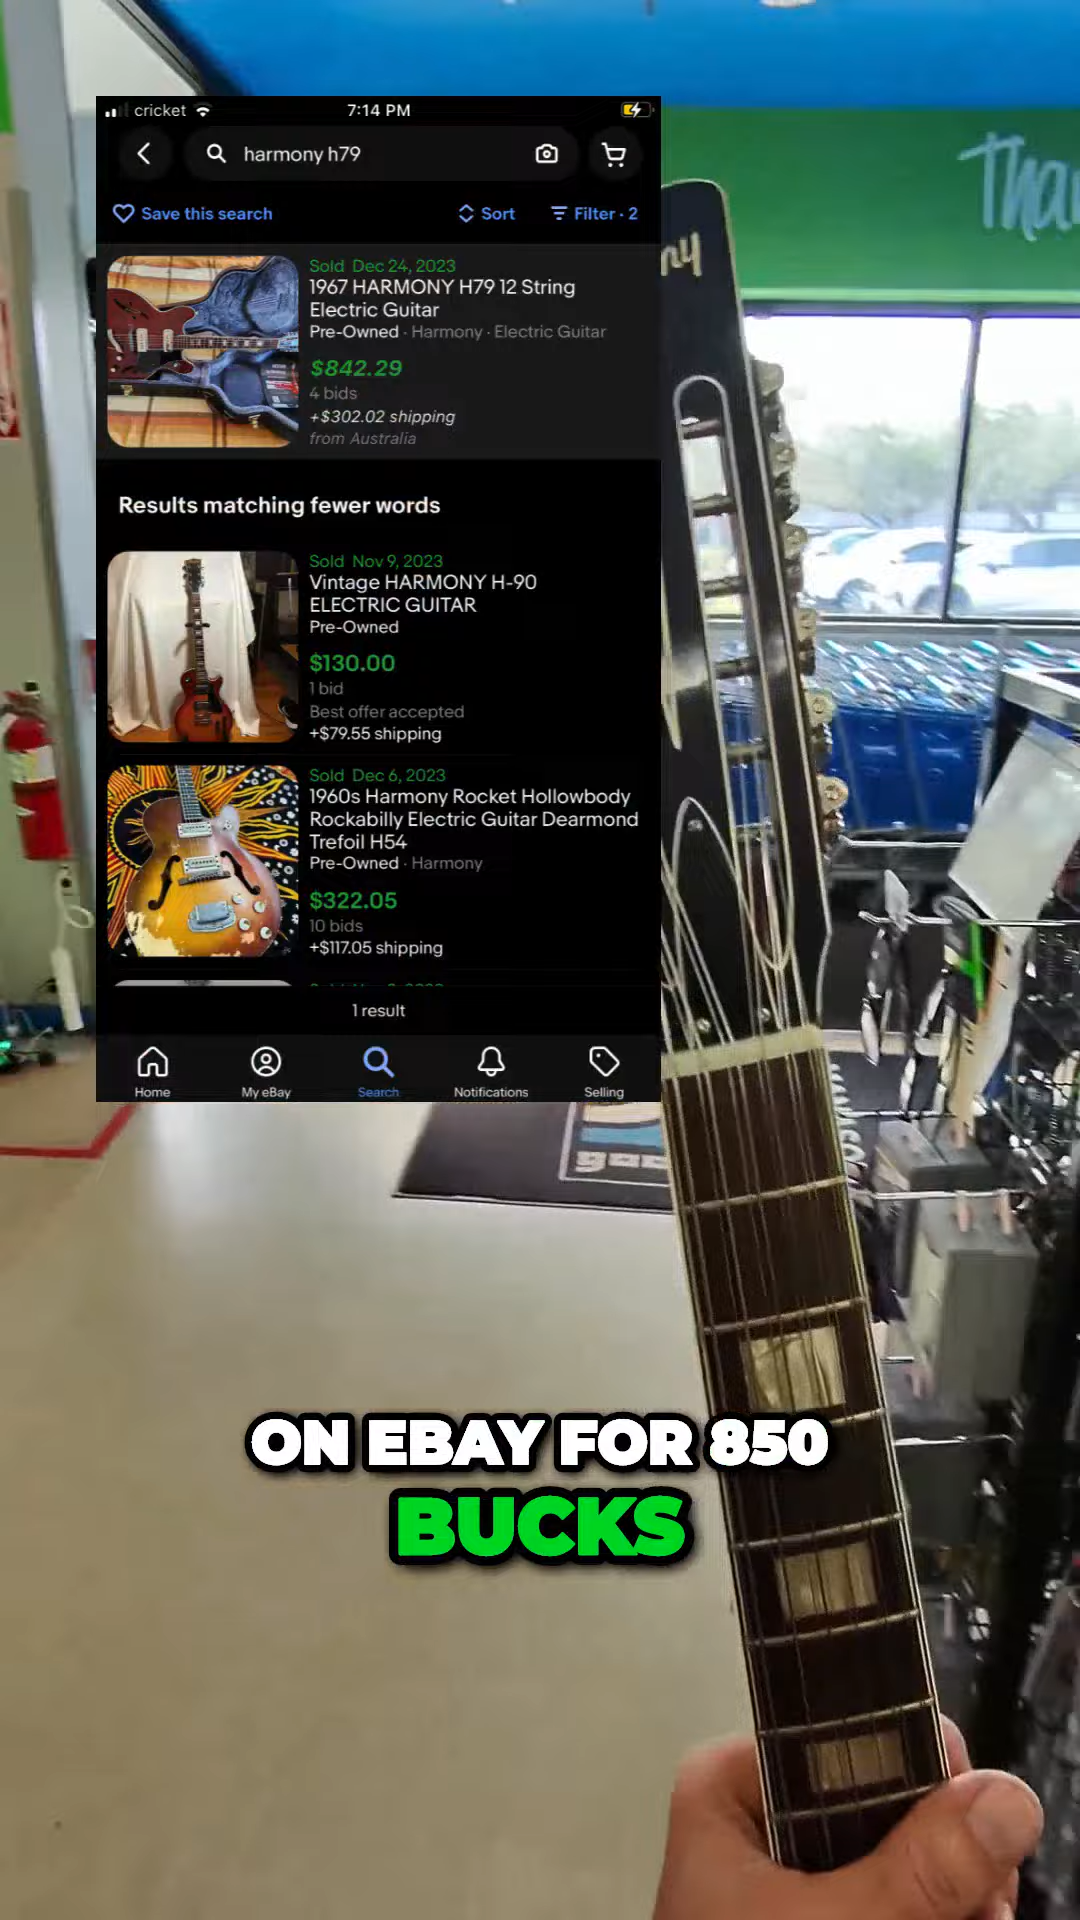 cricket
7:14 PM
harmony h79
Save this search
Sort
Filter · 2
Sold Dec 24, 2023
1967 HARMONY H79 12 String
Electric Guitar
Pre-Owned · Harmony · Electric Guitar
$842.29
4 bids
+$302.02 shipping
from Australia
Results matching fewer words
Sold Nov 9, 2023
Vintage HARMONY H-90
ELECTRIC GUITAR
Pre-Owned
$130.00
1 bid
Best offer accepted
+$79.55 shipping
Sold Dec 6, 2023
1960s Harmony Rocket Hollowbody
Rockabilly Electric Guitar Dearmond
Trefoil H54
Pre-Owned · Harmony
$322.05
10 bids
+$117.05 shipping
1 result
Home
My eBay
Search
Notifications
Selling
Tha
ny
goo
ON EBAY FOR 850
BUCKS